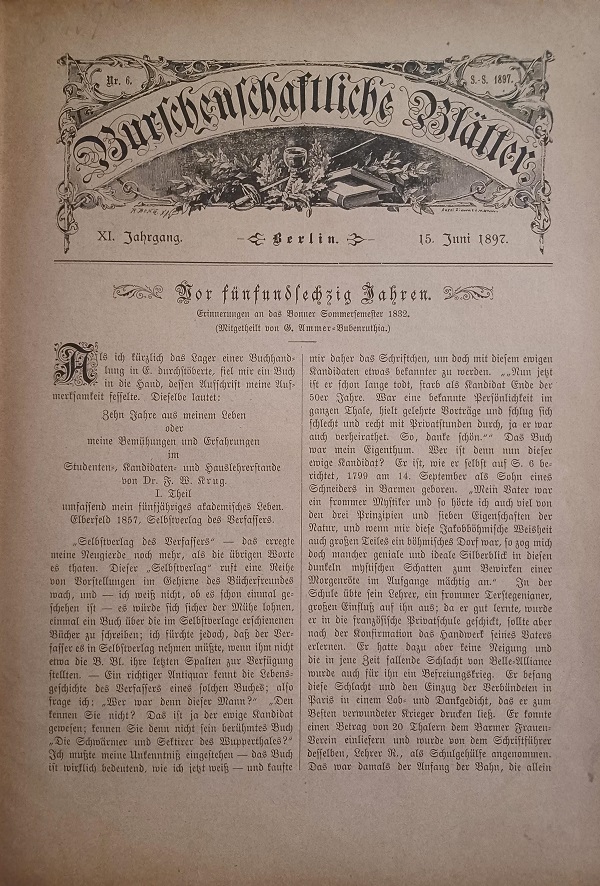 Nr. 6.
S.-S. 1897.
Burschenschaftliche Blätter.
XI. Jahrgang.
Berlin.
15. Juni 1897.
Vor fünfundsechzig Jahren.
Erinnerungen an das Bonner Sommersemester 1832.
(Mitgetheilt von G. Ammer-Bubenruthia.)
Als ich kürzlich das Lager einer Buchhand-
lung in E. durchstöberte, fiel mir ein Buch
in die Hand, dessen Aufschrift meine Auf-
merksamkeit fesselte. Dieselbe lautet:
Zehn Jahre aus meinem Leben
oder
meine Bemühungen und Erfahrungen
im
Studenten-, Kandidaten- und Hauslehrerstande
von Dr. F. W. Krug.
I. Theil
umfassend mein fünfjähriges akademisches Leben.
Elberfeld 1857, Selbstverlag des Verfassers.
„Selbstverlag des Verfassers“ — das erregte
meine Neugierde noch mehr, als die übrigen Worte
es thaten. Dieser „Selbstverlag“ ruft eine Reihe
von Vorstellungen im Gehirne des Bücherfreundes
wach, und — ich weiß nicht, ob es schon einmal ge-
schehen ist — es würde sich sicher der Mühe lohnen,
einmal ein Buch über die im Selbstverlage erschienenen
Bücher zu schreiben; ich fürchte jedoch, daß der Ver-
fasser es in Selbstverlag nehmen müßte, wenn ihm nicht
etwa die B. Bl. ihre letzten Spalten zur Verfügung
stellten. — Ein richtiger Antiquar kennt die Lebens-
geschichte des Verfassers eines solchen Buches; also
frage ich: „Wer war denn dieser Mann?“ „Den
kennen Sie nicht? Das ist ja der ewige Kandidat
gewesen; kennen Sie denn nicht sein berühmtes Buch
„Die Schwärmer und Sektirer des Wupperthales?“
Ich mußte meine Unkenntniß eingestehen — das Buch
ist wirklich bedeutend, wie ich jetzt weiß — und kaufte
mir daher das Schriftchen, um doch mit diesem ewigen
Kandidaten etwas bekannter zu werden. „„Nun jetzt
ist er schon lange todt, starb als Kandidat Ende der
50er Jahre. War eine bekannte Persönlichkeit im
ganzen Thale, hielt gelehrte Vorträge und schlug sich
schlecht und recht mit Privatstunden durch, ja er war
auch verheirathet. So, danke schön.““ Das Buch
war mein Eigenthum. Wer ist denn nun dieser
ewige Kandidat? Er ist, wie er selbst auf S. 6 be-
richtet, 1799 am 14. September als Sohn eines
Schneiders in Barmen geboren. „Mein Vater war
ein frommer Mystiker und so hörte ich auch viel von
den drei Prinzipien und sieben Eigenschaften der
Natur, und wenn mir diese Jakobböhmische Weisheit
auch großen Teiles ein böhmisches Dorf war, so zog mich
doch mancher geniale und ideale Silberblick in diesen
dunkeln mystischen Schatten zum Bewirken einer
Morgenröte im Aufgange mächtig an.“ In der
Schule übte sein Lehrer, ein frommer Terstegenianer,
großen Einfluß auf ihn aus; da er gut lernte, wurde
er in die französische Privatschule geschickt, sollte aber
nach der Konfirmation das Handwerk seines Vaters
erlernen. Er hatte dazu aber keine Neigung und
die in jene Zeit fallende Schlacht von Belle-Alliance
wurde auch für ihn ein Befreiungskrieg. Er besang
diese Schlacht und den Einzug der Verbündeten in
Paris in einem Lob- und Dankgedicht, das er zum
Besten verwundeter Krieger drucken ließ. Er konnte
einen Betrag von 20 Thalern dem Barmer Frauen-
Verein einliefern und wurde von dem Schriftführer
desselben, Lehrer R., als Schulgehülfe angenommen.
Das war damals der Anfang der Bahn, die allein